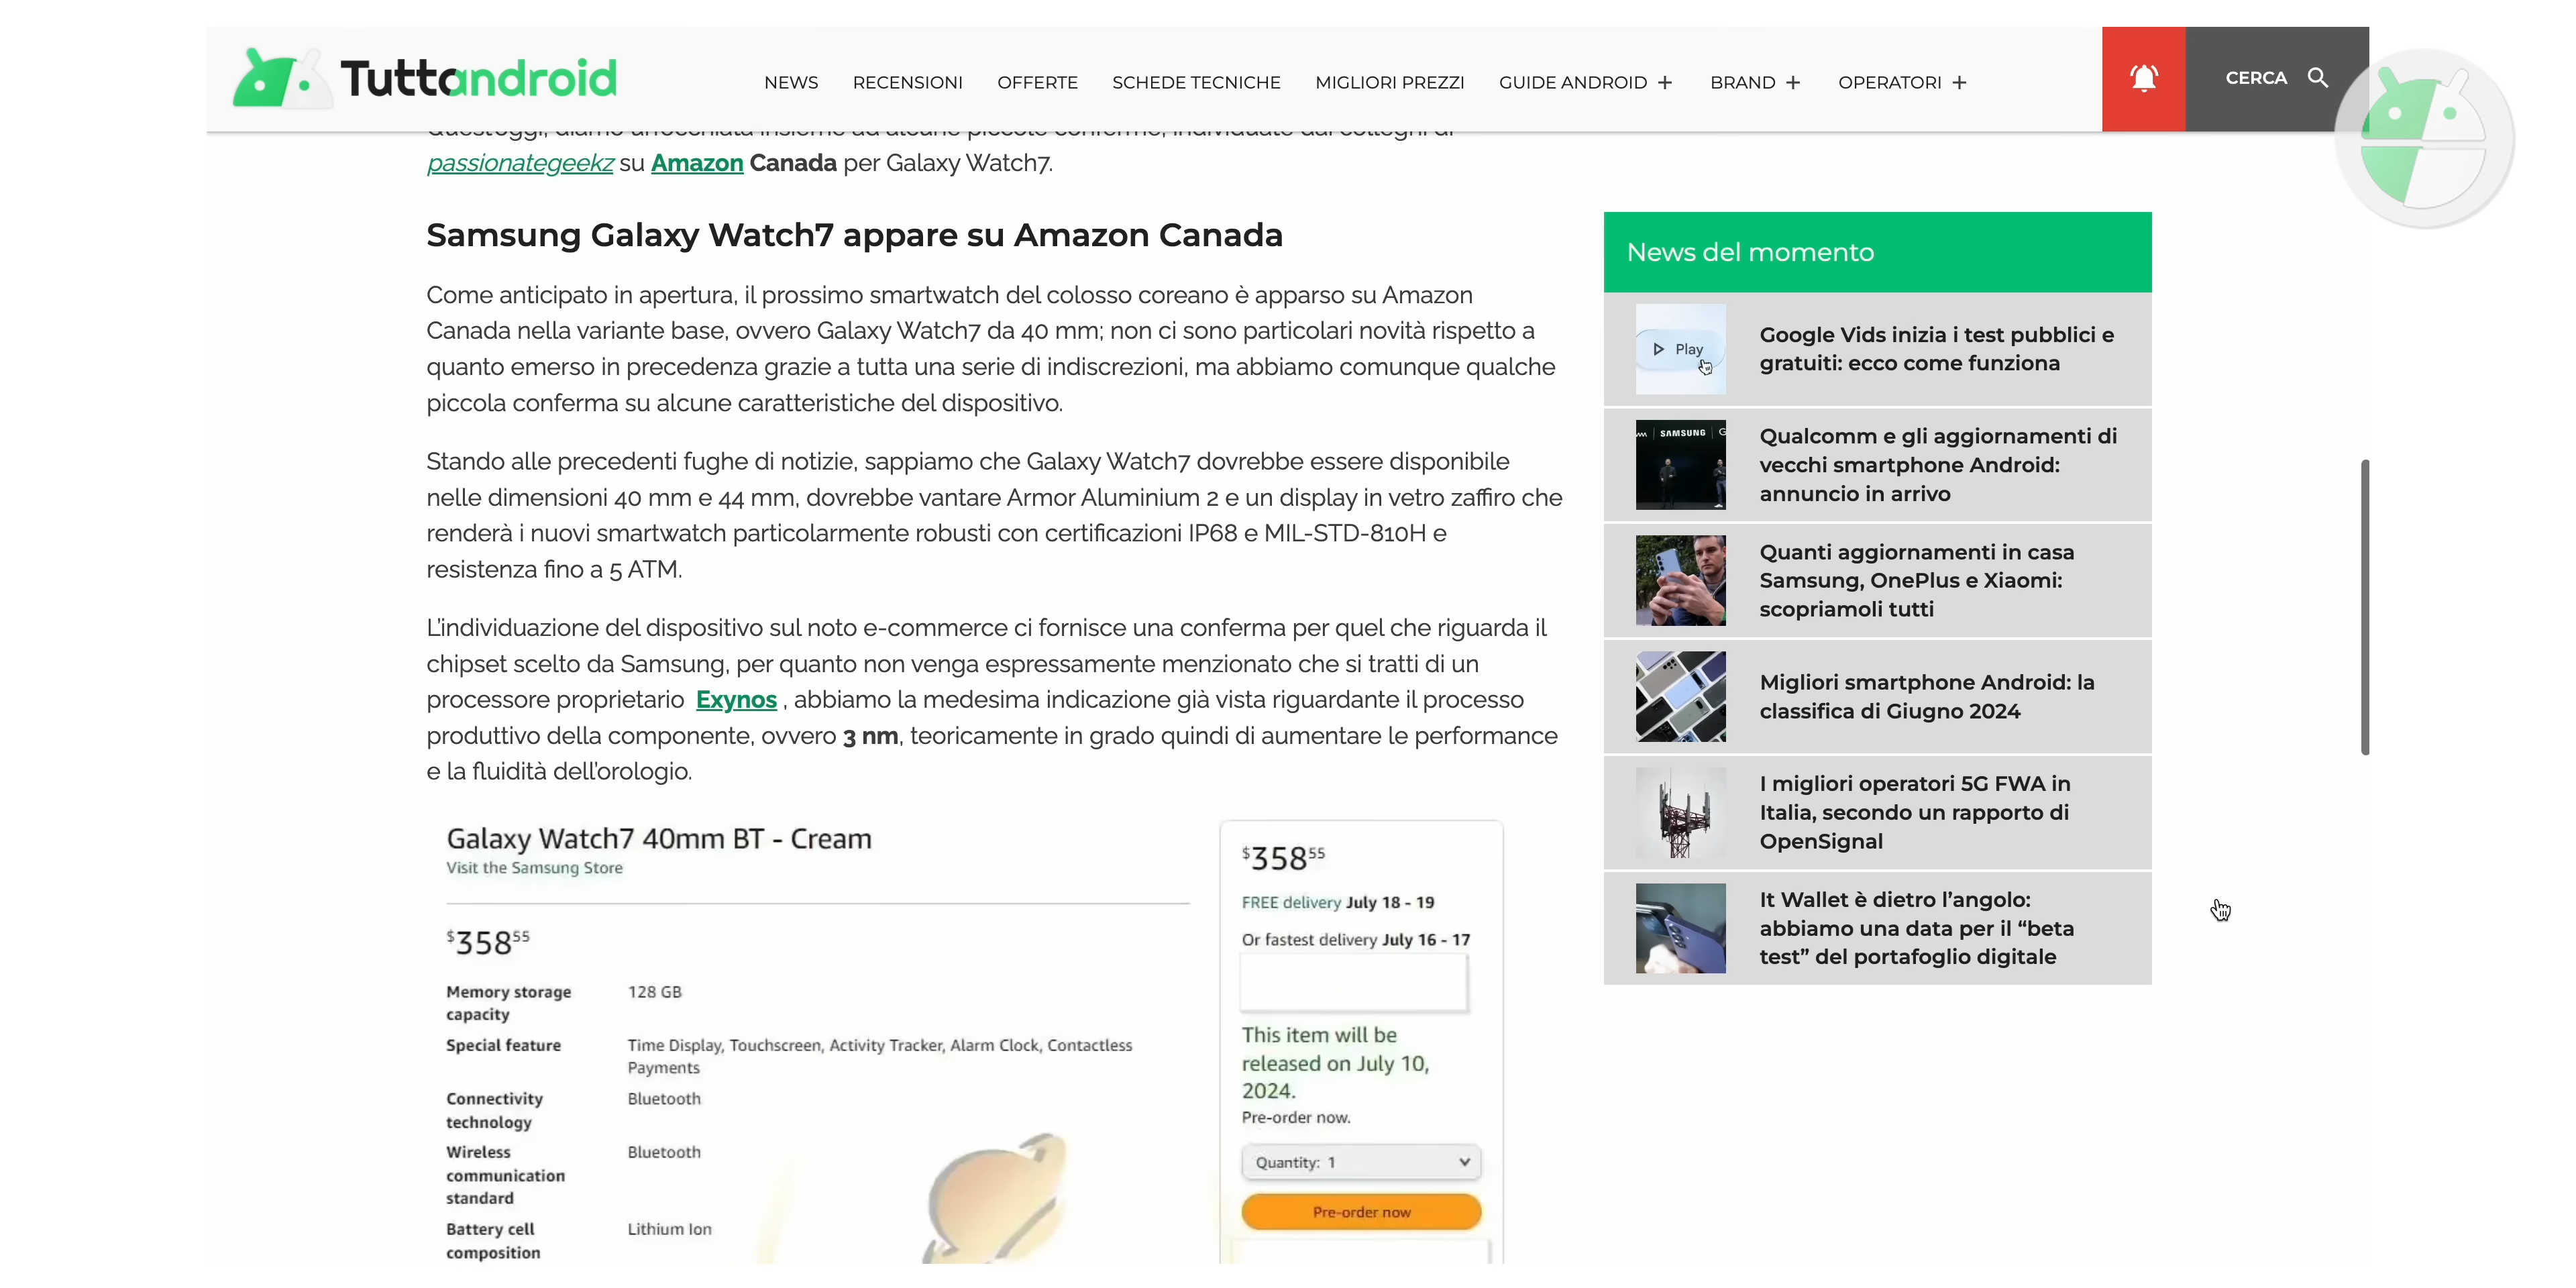 Tuttoandroid
NEWS RECENSIONI OFFERTE SCHEDE TECNICHE MIGLIORI PREZZI GUIDE ANDROID + BRAND + OPERATORI +
CERCA
Quest'oggi, diamo un'occhiata insieme ad alcune piccole conferme, individuate dai colleghi di
passionategeekz su Amazon Canada per Galaxy Watch7.
Samsung Galaxy Watch7 appare su Amazon Canada
Come anticipato in apertura, il prossimo smartwatch del colosso coreano è apparso su Amazon
Canada nella variante base, ovvero Galaxy Watch7 da 40 mm; non ci sono particolari novità rispetto a
quanto emerso in precedenza grazie a tutta una serie di indiscrezioni, ma abbiamo comunque qualche
piccola conferma su alcune caratteristiche del dispositivo.
Stando alle precedenti fughe di notizie, sappiamo che Galaxy Watch7 dovrebbe essere disponibile
nelle dimensioni 40 mm e 44 mm, dovrebbe vantare Armor Aluminium 2 e un display in vetro zaffiro che
renderà i nuovi smartwatch particolarmente robusti con certificazioni IP68 e MIL-STD-810H e
resistenza fino a 5 ATM.
L'individuazione del dispositivo sul noto e-commerce ci fornisce una conferma per quel che riguarda il
chipset scelto da Samsung, per quanto non venga espressamente menzionato che si tratti di un
processore proprietario Exynos , abbiamo la medesima indicazione già vista riguardante il processo
produttivo della componente, ovvero 3 nm, teoricamente in grado quindi di aumentare le performance
e la fluidità dell'orologio.
Galaxy Watch7 40mm BT - Cream
Visit the Samsung Store
$358 55
Memory storage capacity 128 GB
Special feature Time Display, Touchscreen, Activity Tracker, Alarm Clock, Contactless
Payments
Connectivity technology Bluetooth
Wireless communication standard Bluetooth
Battery cell composition Lithium Ion
$358 55
FREE delivery July 18 - 19
Or fastest delivery July 16 - 17
This item will be
released on July 10,
2024.
Pre-order now.
Quantity: 1
Pre-order now
News del momento
Play
Google Vids inizia i test pubblici e
gratuiti: ecco come funziona
SAMSUNG
Qualcomm e gli aggiornamenti di
vecchi smartphone Android:
annuncio in arrivo
Quanti aggiornamenti in casa
Samsung, OnePlus e Xiaomi:
scopriamoli tutti
Migliori smartphone Android: la
classifica di Giugno 2024
I migliori operatori 5G FWA in
Italia, secondo un rapporto di
OpenSignal
It Wallet è dietro l'angolo:
abbiamo una data per il “beta
test” del portafoglio digitale